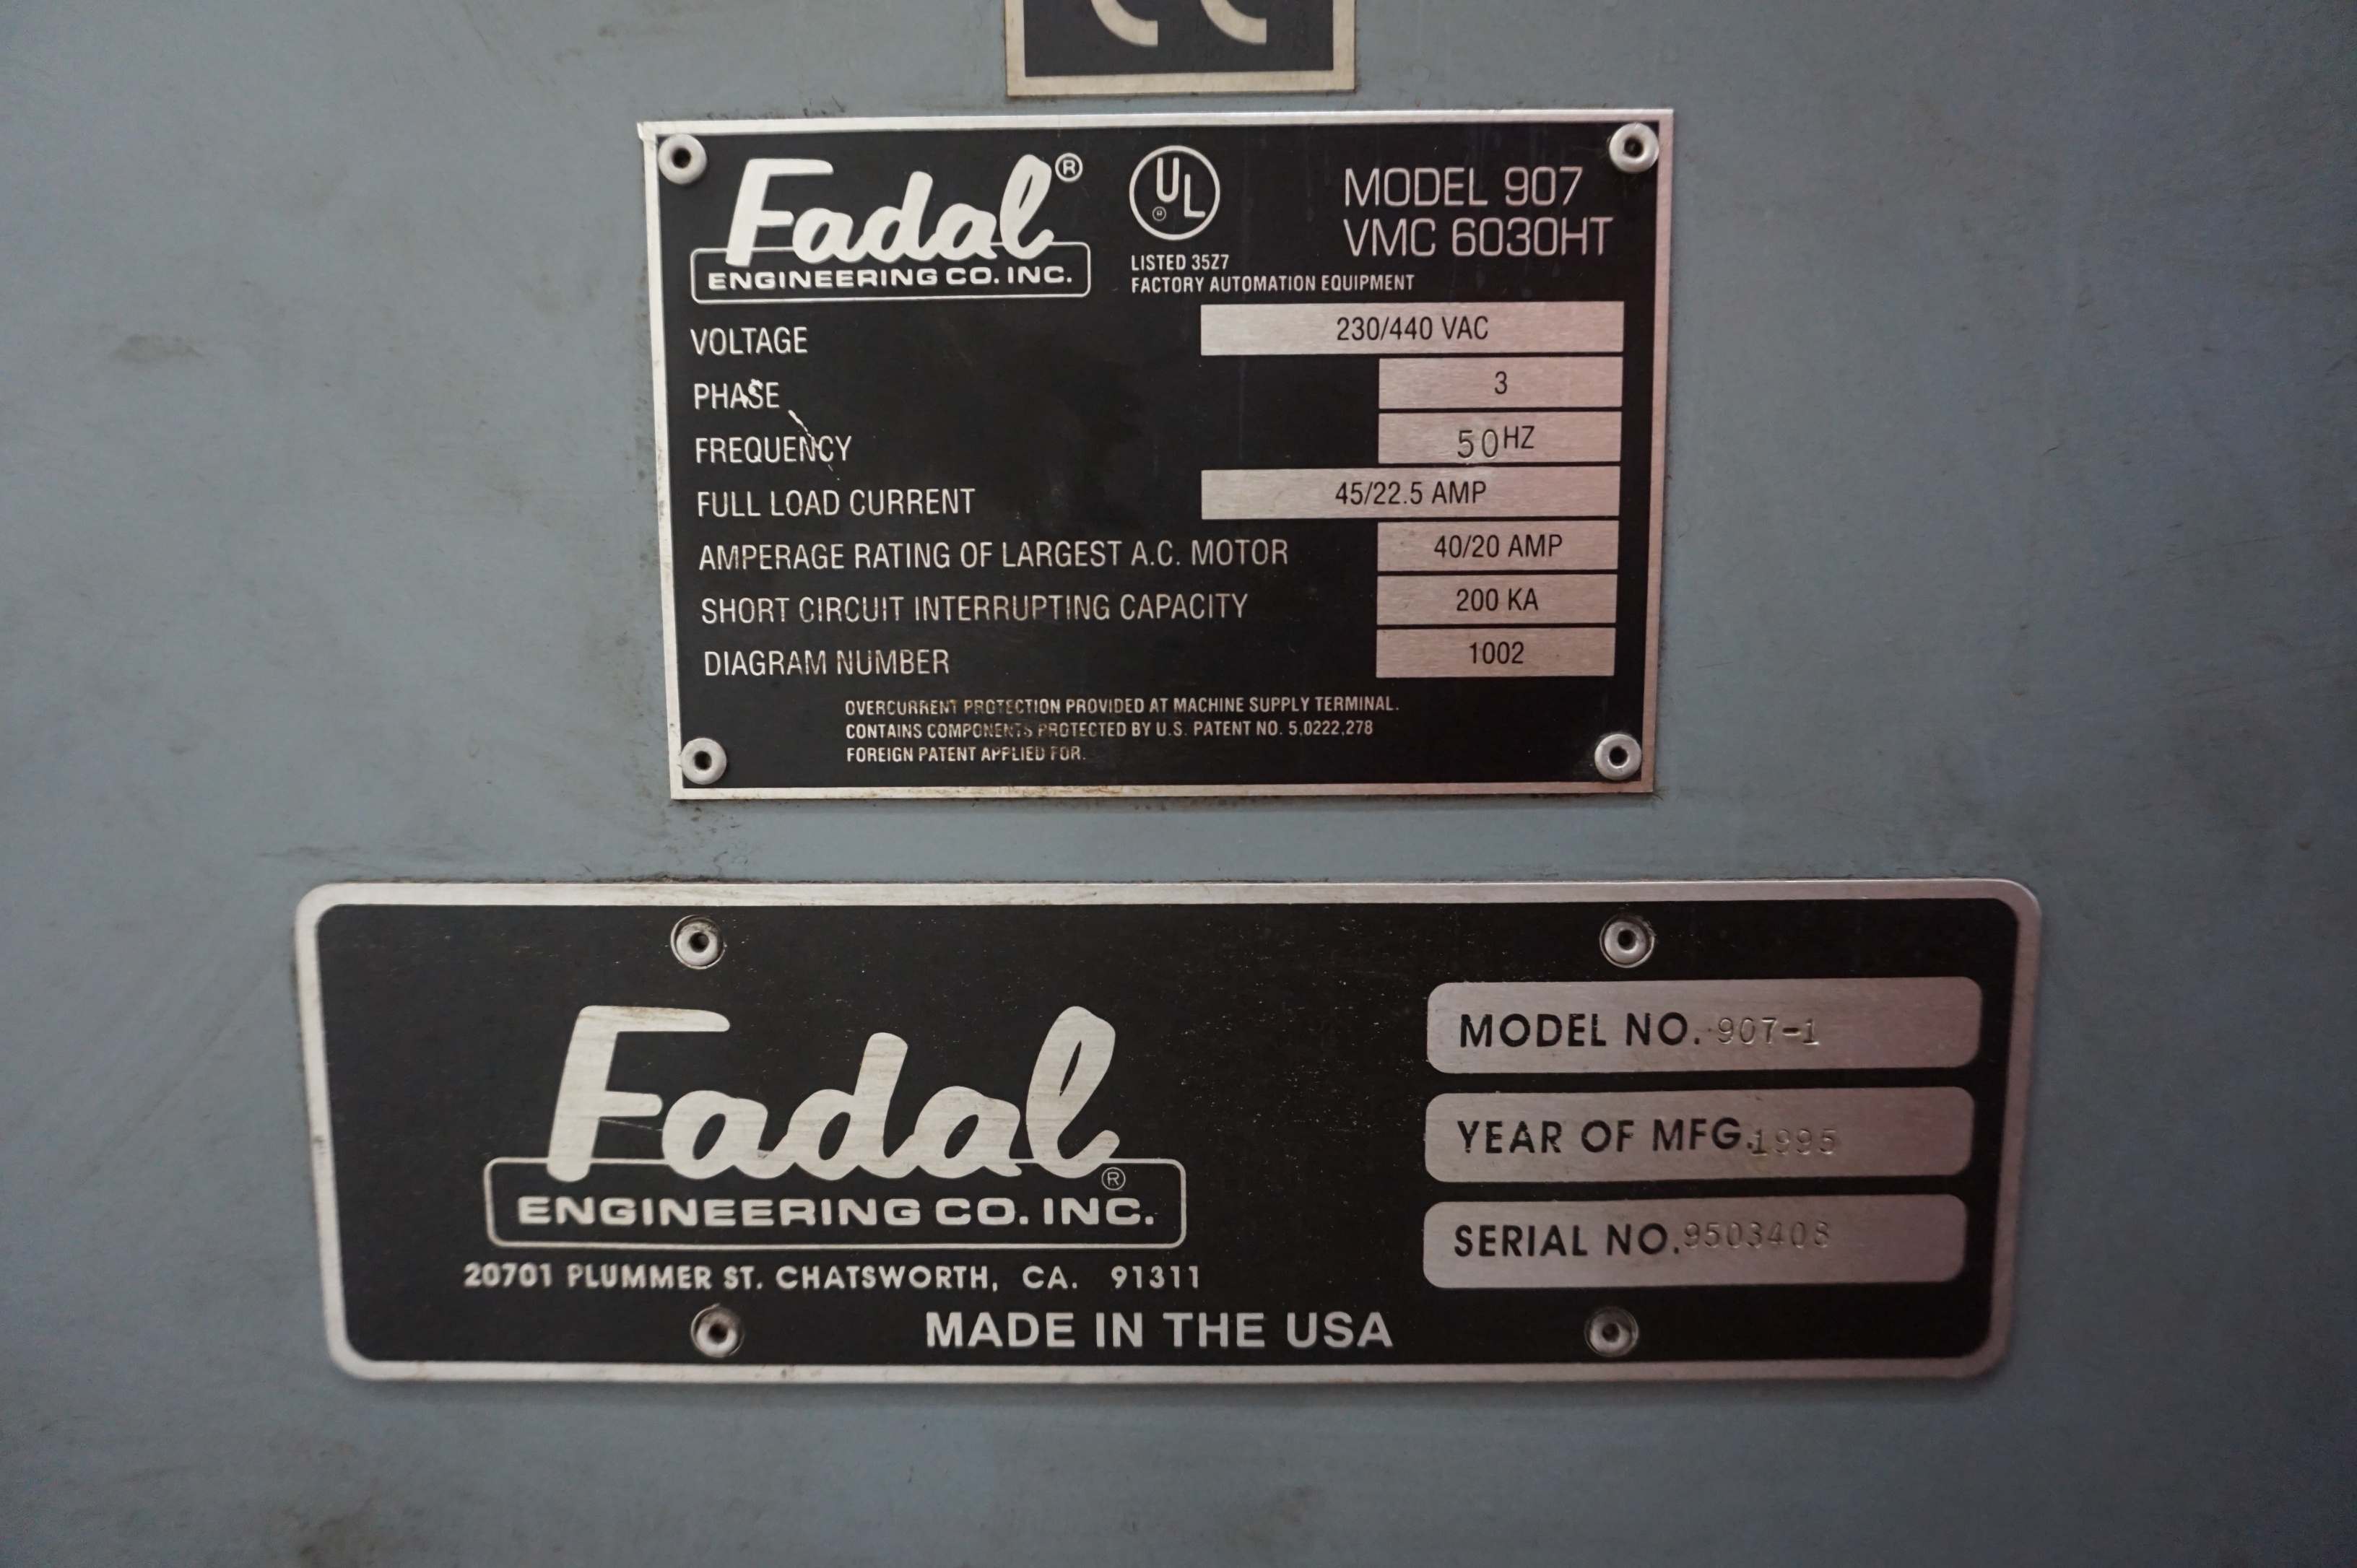 CE
Fadal®
ENGINEERING CO. INC.
UL®
LISTED 35Z7
FACTORY AUTOMATION EQUIPMENT
MODEL 907
VMC 6030HT
VOLTAGE 230/440 VAC
PHASE 3
FREQUENCY 50HZ
FULL LOAD CURRENT 45/22.5 AMP
AMPERAGE RATING OF LARGEST A.C. MOTOR 40/20 AMP
SHORT CIRCUIT INTERRUPTING CAPACITY 200 KA
DIAGRAM NUMBER 1002
OVERCURRENT PROTECTION PROVIDED AT MACHINE SUPPLY TERMINAL.
CONTAINS COMPONENTS PROTECTED BY U.S. PATENT NO. 5,0222,278
FOREIGN PATENT APPLIED FOR.
Fadal®
ENGINEERING CO. INC.
20701 PLUMMER ST. CHATSWORTH, CA. 91311
MADE IN THE USA
MODEL NO. 907-1
YEAR OF MFG. 1995
SERIAL NO. 9503408